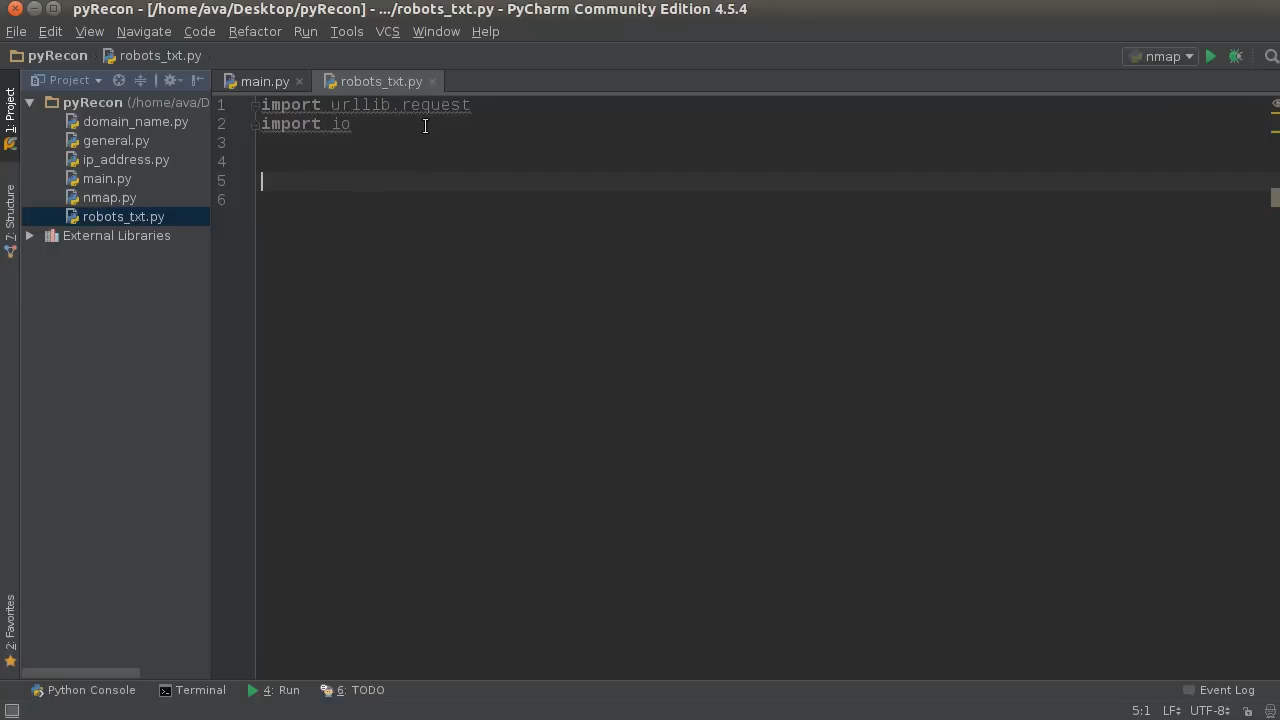 pyRecon - [/home/ava/Desktop/pyRecon] - .../robots_txt.py - PyCharm Community Edition 4.5.4
File Edit View Navigate Code Refactor Run Tools VCS Window Help
pyRecon robots_txt.py nmap
1: Project
7: Structure
2: Favorites
Project
pyRecon (/home/ava/D
domain_name.py
general.py
ip_address.py
main.py
nmap.py
robots_txt.py
External Libraries
main.py robots_txt.py
1 import urllib.request
2 import io
3
4
5
6
Python Console Terminal 4: Run 6: TODO Event Log
5:1 LF UTF-8